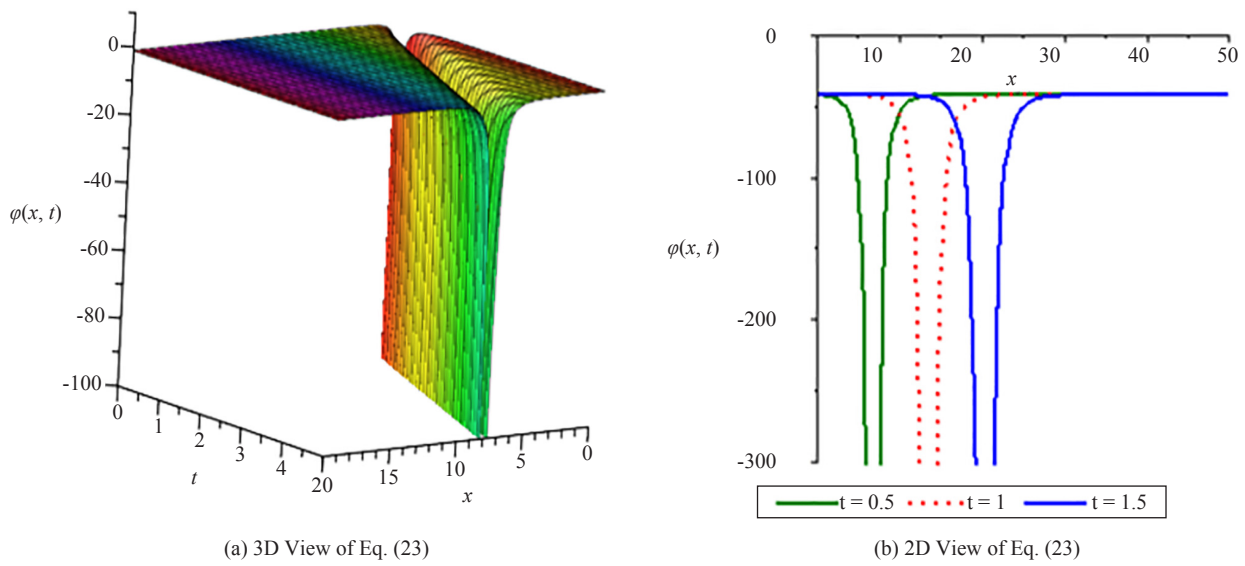 0
-20
-40
φ(x, t)
-60
-80
-100
0
1
2
3
4
t
20
15
10
5
0
x
(a) 3D View of Eq. (23)
0
10
20
30
40
50
x
-100
φ(x, t)
-200
-300
t = 0.5
t = 1
t = 1.5
(b) 2D View of Eq. (23)